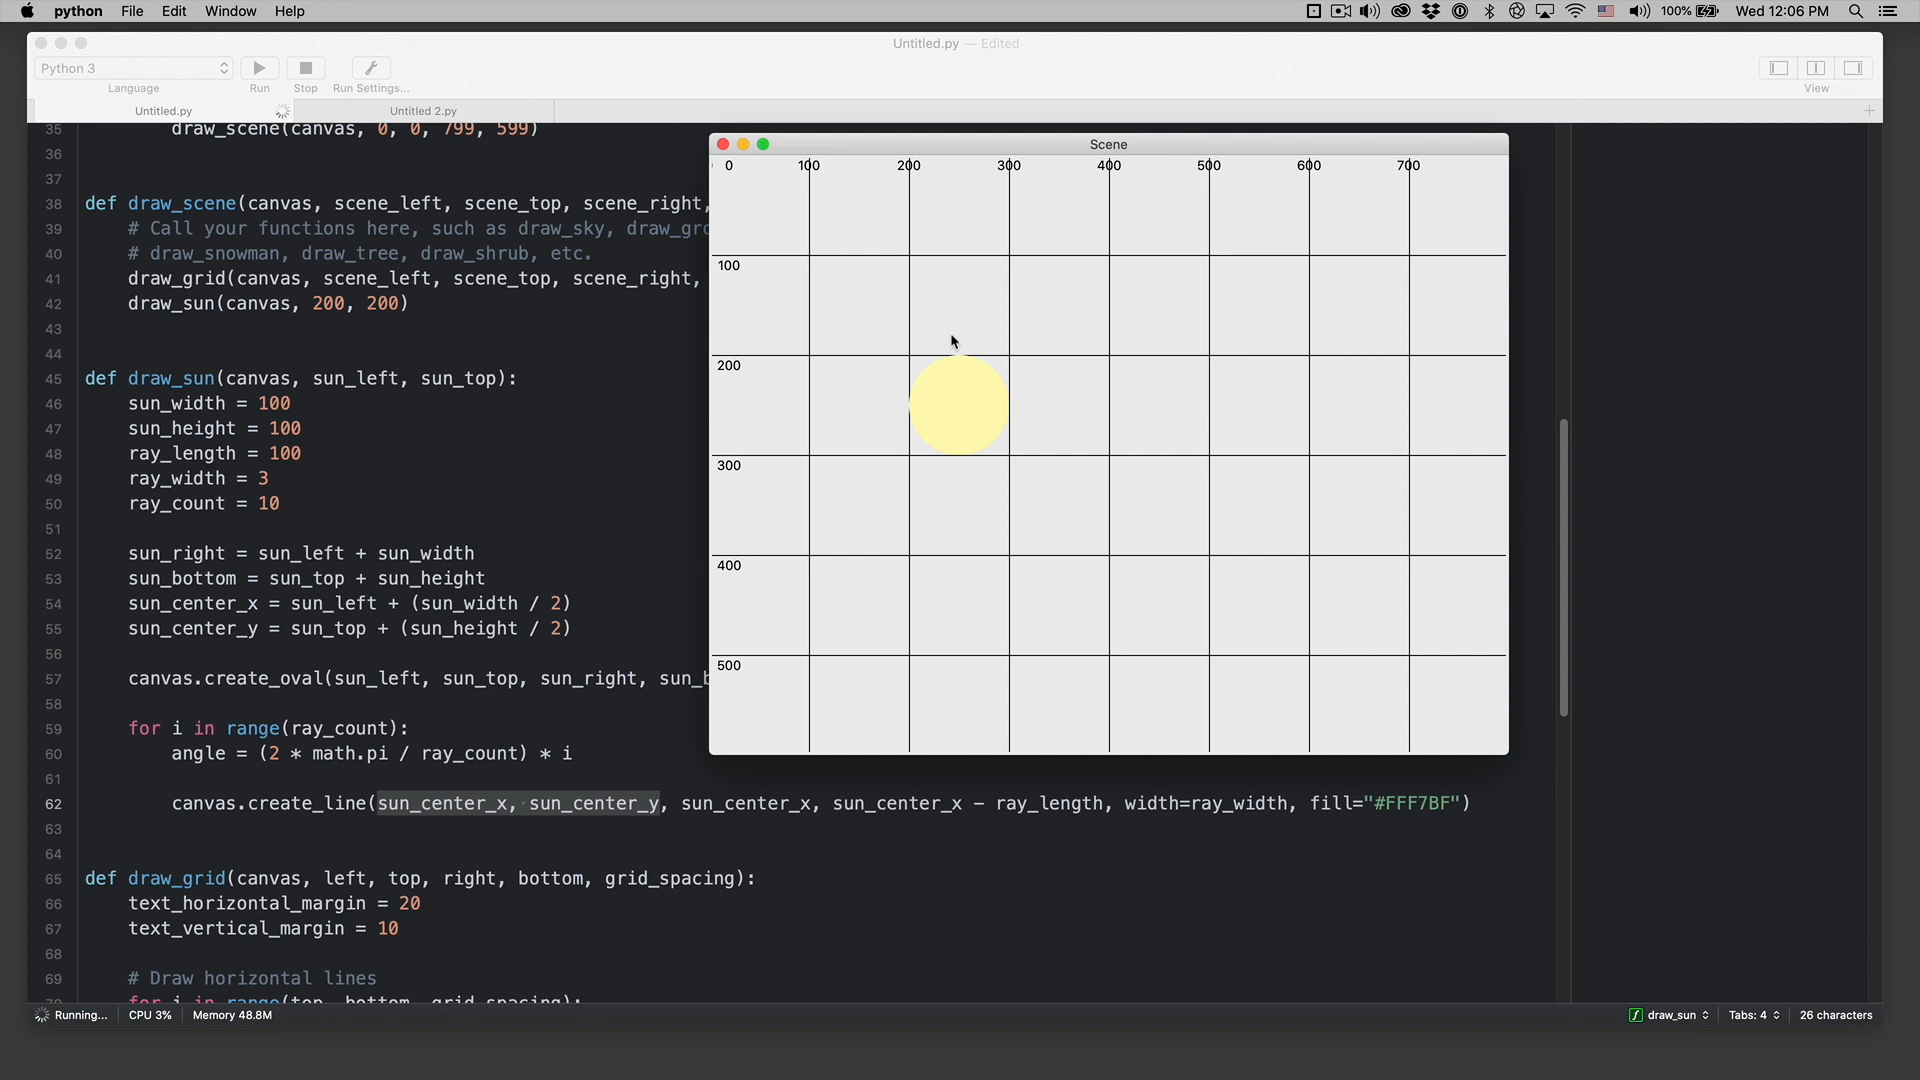 python File Edit Window Help 100% Wed 12:06 PM
Untitled.py — Edited
Python 3
Language Run Stop Run Settings... View
Untitled.py Untitled 2.py
35 draw_scene(canvas, 0, 0, 799, 599)
36
37
38 def draw_scene(canvas, scene_left, scene_top, scene_right,
39 # Call your functions here, such as draw_sky, draw_gro
40 # draw_snowman, draw_tree, draw_shrub, etc.
41 draw_grid(canvas, scene_left, scene_top, scene_right,
42 draw_sun(canvas, 200, 200)
43
44
45 def draw_sun(canvas, sun_left, sun_top):
46 sun_width = 100
47 sun_height = 100
48 ray_length = 100
49 ray_width = 3
50 ray_count = 10
51
52 sun_right = sun_left + sun_width
53 sun_bottom = sun_top + sun_height
54 sun_center_x = sun_left + (sun_width / 2)
55 sun_center_y = sun_top + (sun_height / 2)
56
57 canvas.create_oval(sun_left, sun_top, sun_right, sun_b
58
59 for i in range(ray_count):
60 angle = (2 * math.pi / ray_count) * i
61
62 canvas.create_line(sun_center_x, sun_center_y, sun_center_x, sun_center_x - ray_length, width=ray_width, fill="#FFF7BF")
63
64
65 def draw_grid(canvas, left, top, right, bottom, grid_spacing):
66 text_horizontal_margin = 20
67 text_vertical_margin = 10
68
69 # Draw horizontal lines
70 for i in range(top, bottom, grid_spacing):
Scene
0 100 200 300 400 500 600 700
100
200
300
400
500
Running... CPU 3% Memory 48.8M draw_sun Tabs: 4 26 characters